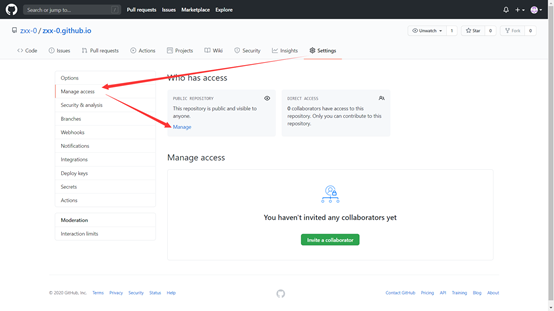 Search or jump to... /
Pull requests Issues Marketplace Explore
zxx-0 / zxx-0.github.io
Unwatch 1 Star 0 Fork 0
Code Issues Pull requests Actions Projects Wiki Security Insights Settings
Options
Manage access
Security & analysis
Branches
Webhooks
Notifications
Integrations
Deploy keys
Secrets
Actions
Moderation
Interaction limits
Who has access
PUBLIC REPOSITORY
This repository is public and visible to
anyone.
Manage
DIRECT ACCESS
0 collaborators have access to this
repository. Only you can contribute to this
repository.
Manage access
You haven't invited any collaborators yet
Invite a collaborator
© 2020 GitHub, Inc. Terms Privacy Security Status Help
Contact GitHub Pricing API Training Blog About